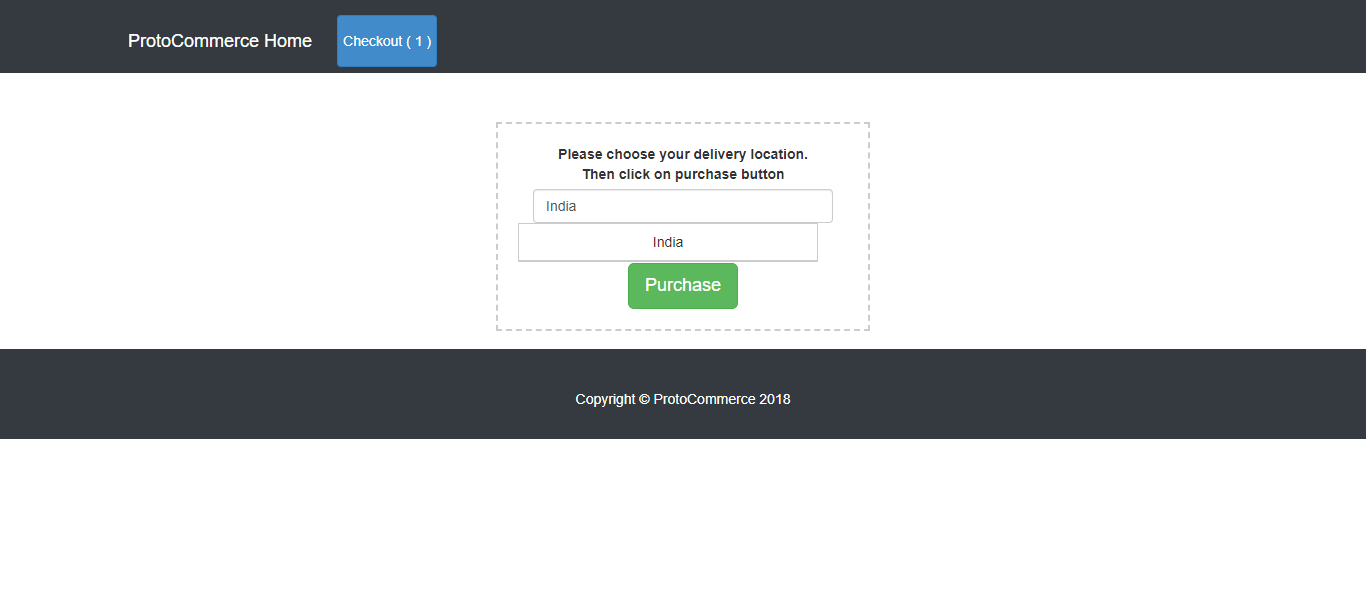 ProtoCommerce Home
Checkout ( 1 )
Please choose your delivery location.
Then click on purchase button
India
India
Purchase
Copyright © ProtoCommerce 2018